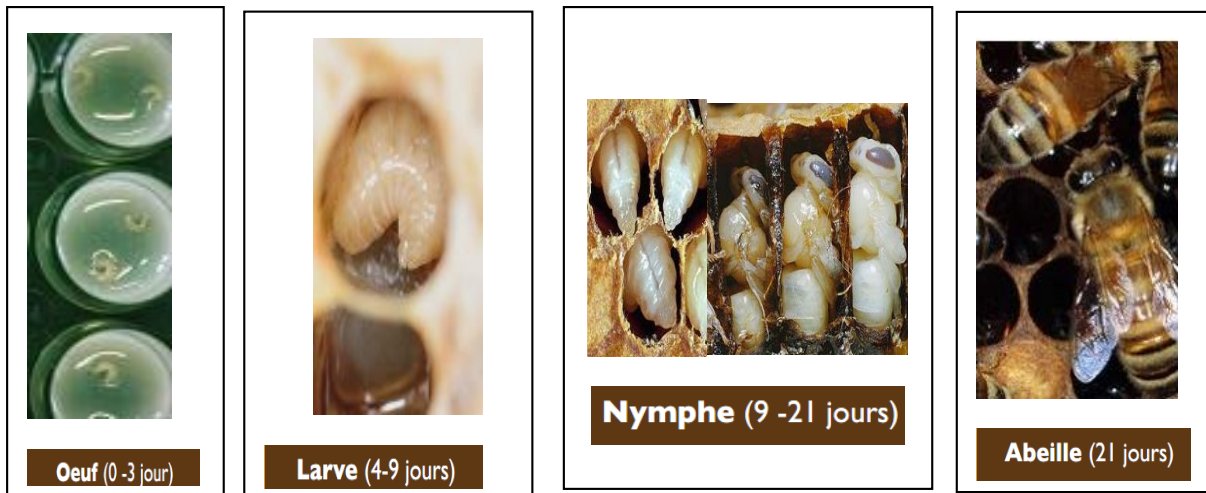 Oeuf (0 -3 jour)
Larve (4-9 jours)
Nymphe (9 -21 jours)
Abeille (21 jours)